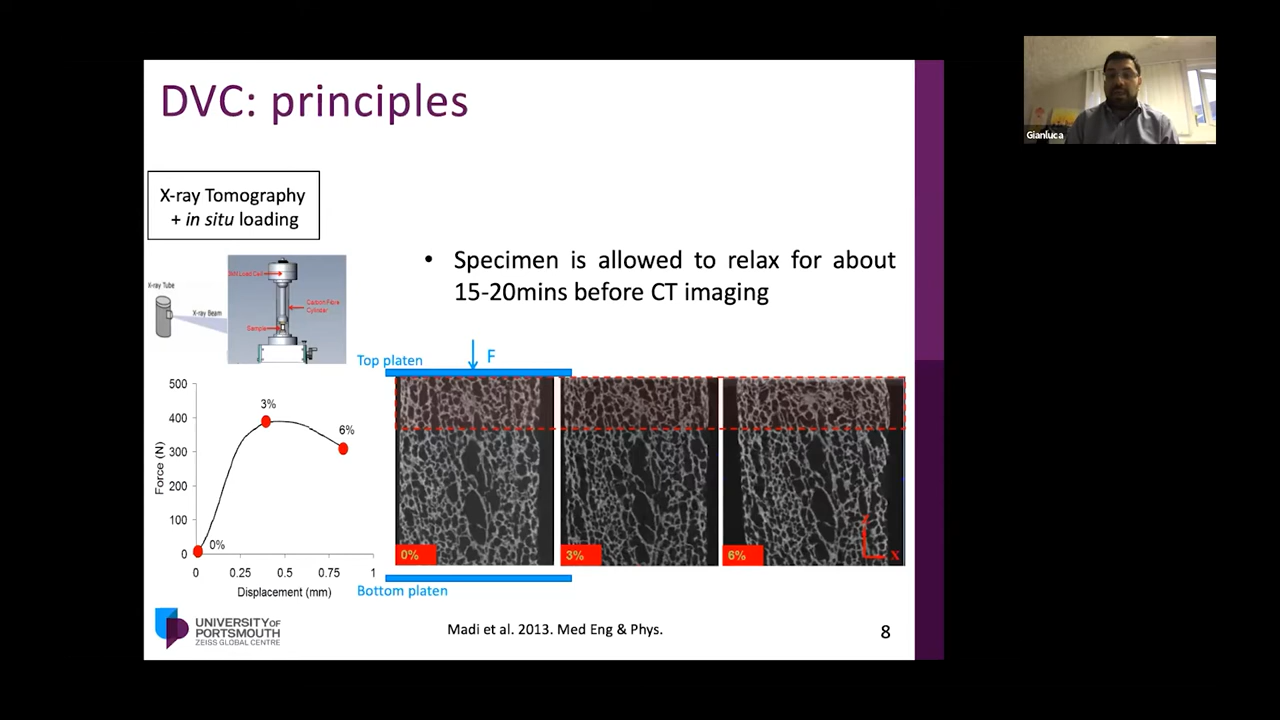 DVC: principles
Gianluca
X-ray Tomography
+ in situ loading
• Specimen is allowed to relax for about
15-20mins before CT imaging
X-ray Tube
X-ray Beam
Load Cell
Carbon Fibre
Cylinder
Sample
Top platen
F
500
400
300
200
100
0
Force (N)
0%
3%
6%
0
0.25
0.5
0.75
1
Displacement (mm)
0%
3%
6%
x
Bottom platen
UNIVERSITY OF
PORTSMOUTH
ZEISS GLOBAL CENTRE
Madi et al. 2013. Med Eng & Phys.
8